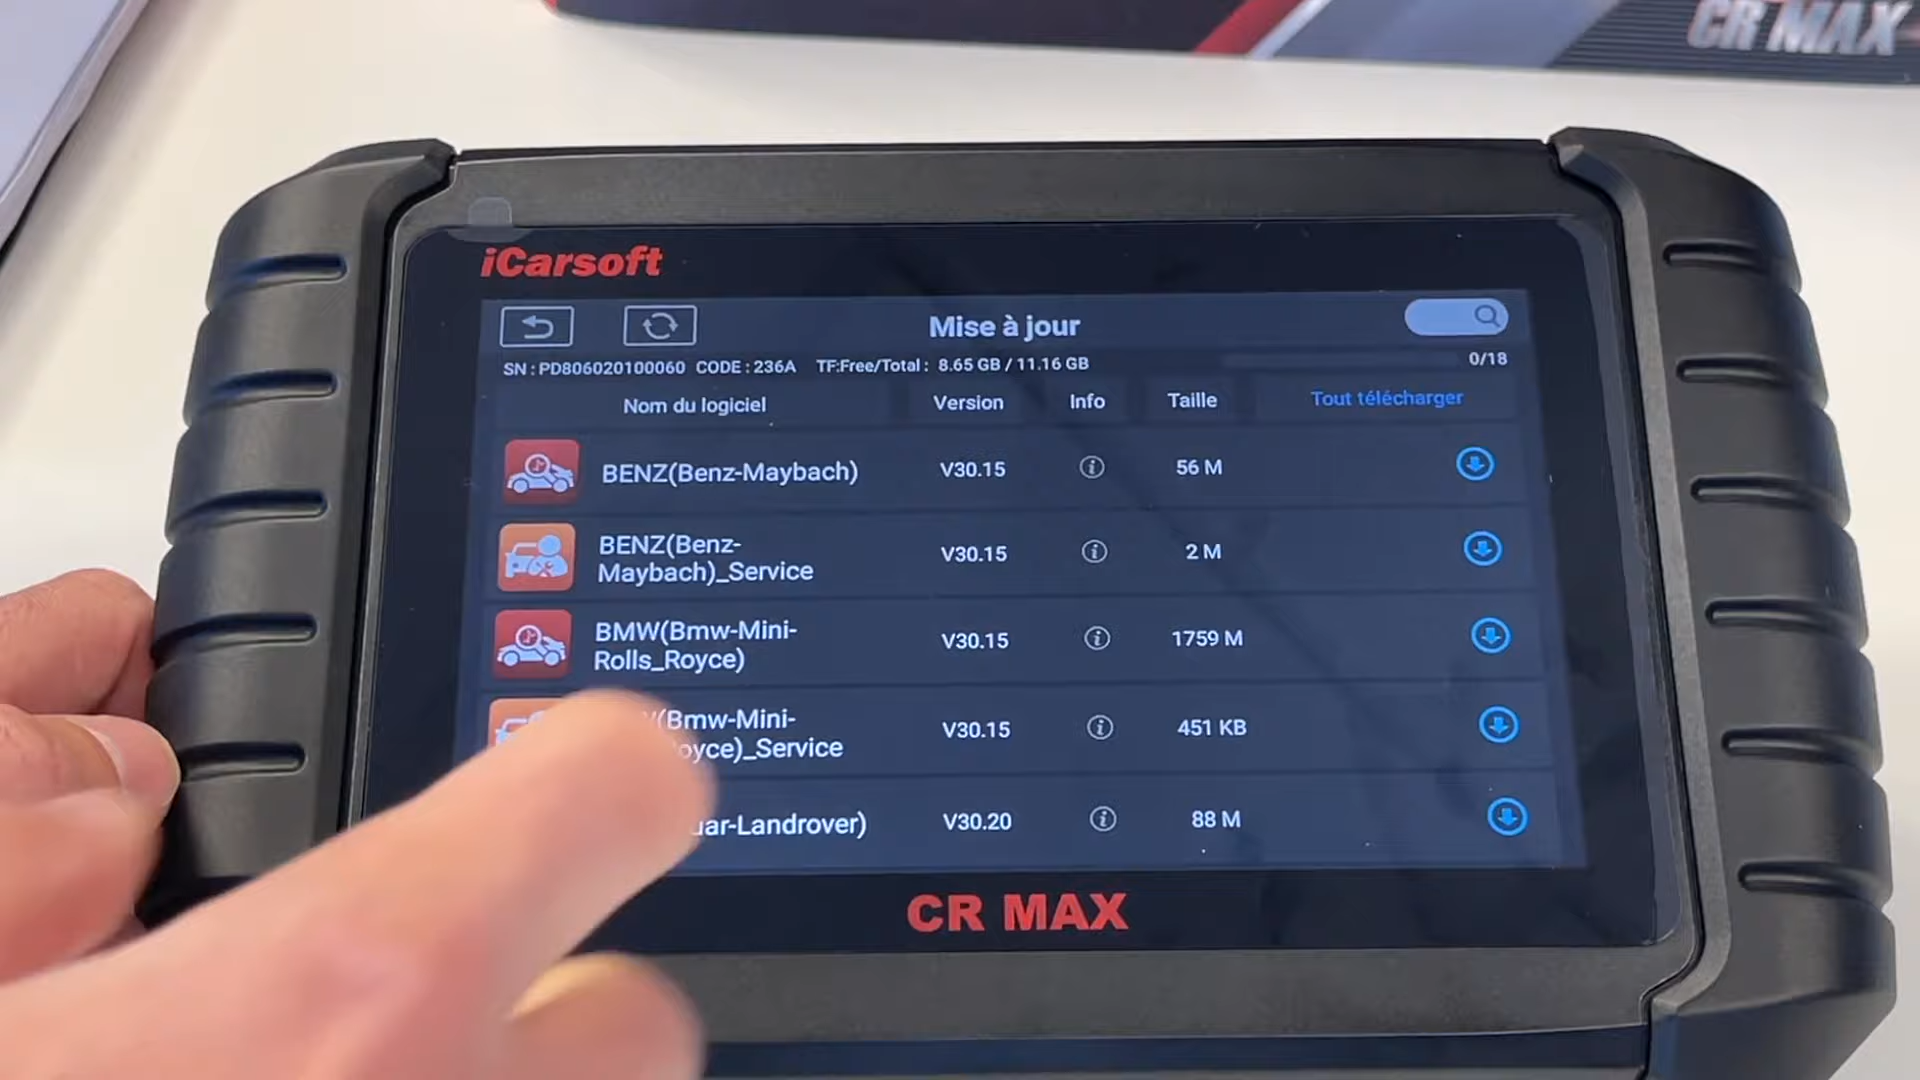 CR MAX
iCarsoft
Mise à jour
SN : PD806020100060 CODE : 236A TF:Free/Total : 8.65 GB / 11.16 GB 0/18
Nom du logiciel Version Info Taille Tout télécharger
BENZ(Benz-Maybach) V30.15 56 M
BENZ(Benz-
Maybach)_Service V30.15 2 M
BMW(Bmw-Mini-
Rolls_Royce) V30.15 1759 M
(Bmw-Mini-
oyce)_Service V30.15 451 KB
uar-Landrover) V30.20 88 M
CR MAX